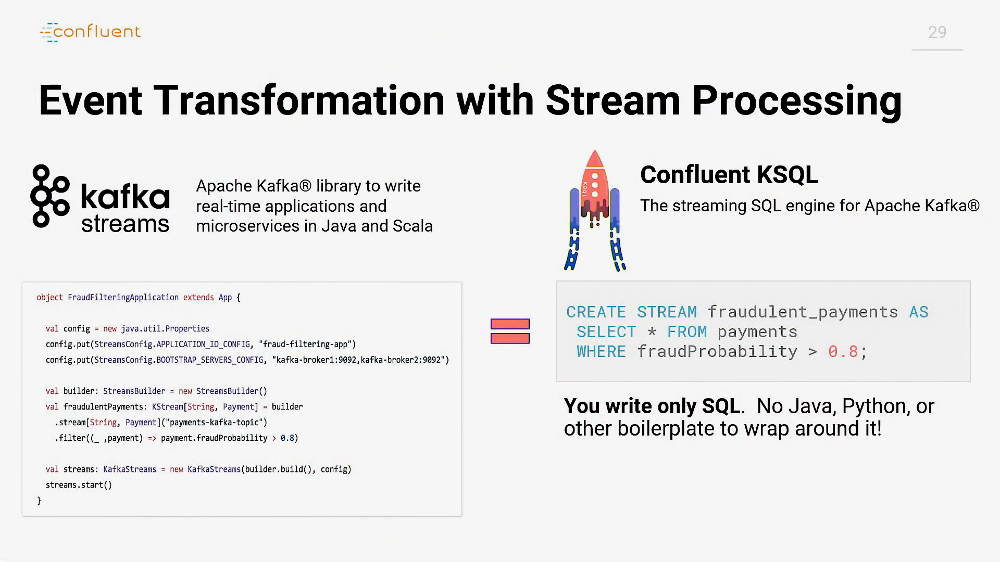 confluent
29
Event Transformation with Stream Processing
kafka
streams
Apache Kafka® library to write
real-time applications and
microservices in Java and Scala
KSQL
Confluent KSQL
The streaming SQL engine for Apache Kafka®
object FraudFilteringApplication extends App {
val config = new java.util.Properties
config.put(StreamsConfig.APPLICATION_ID_CONFIG, "fraud-filtering-app")
config.put(StreamsConfig.BOOTSTRAP_SERVERS_CONFIG, "kafka-broker1:9092,kafka-broker2:9092")
val builder: StreamsBuilder = new StreamsBuilder()
val fraudulentPayments: KStream[String, Payment] = builder
.stream[String, Payment]("payments-kafka-topic")
.filter((_ ,payment) => payment.fraudProbability > 0.8)
val streams: KafkaStreams = new KafkaStreams(builder.build(), config)
streams.start()
}
CREATE STREAM fraudulent_payments AS
SELECT * FROM payments
WHERE fraudProbability > 0.8;
You write only SQL. No Java, Python, or
other boilerplate to wrap around it!